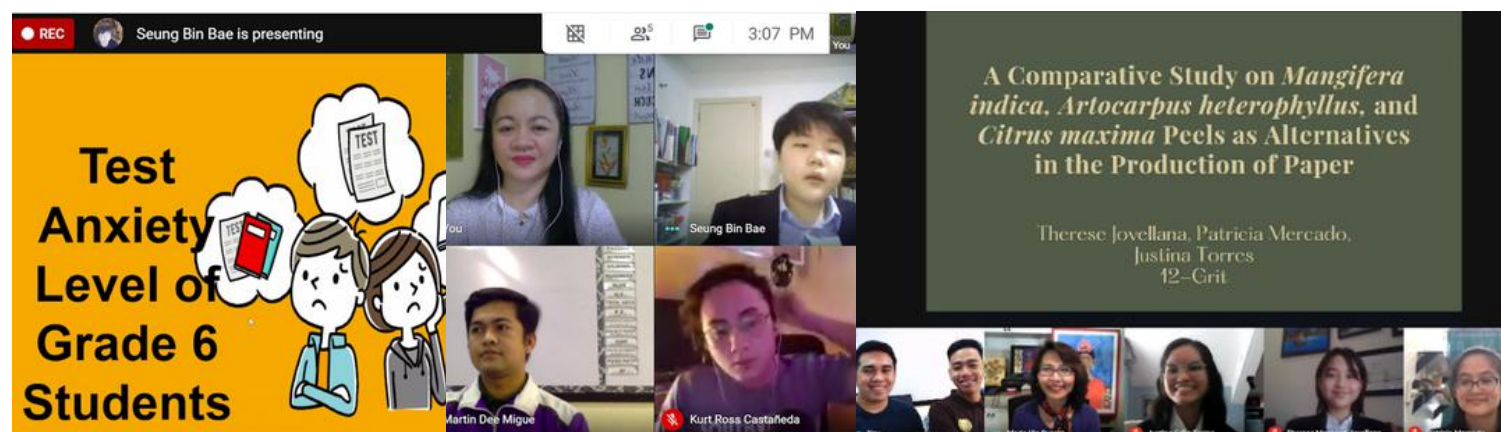 REC
Seung Bin Bae is presenting
5
3:07 PM
You
Test
Anxiety
Level of
Grade 6
Students
TEST
TES
You
Seung Bin Bae
Martin Dee Migue
Kurt Ross Castañeda
A Comparative Study on Mangifera
indica, Artocarpus heterophyllus, and
Citrus maxima Peels as Alternatives
in the Production of Paper
Therese Jovellana, Patricia Mercado,
Justina Torres
12-Grit